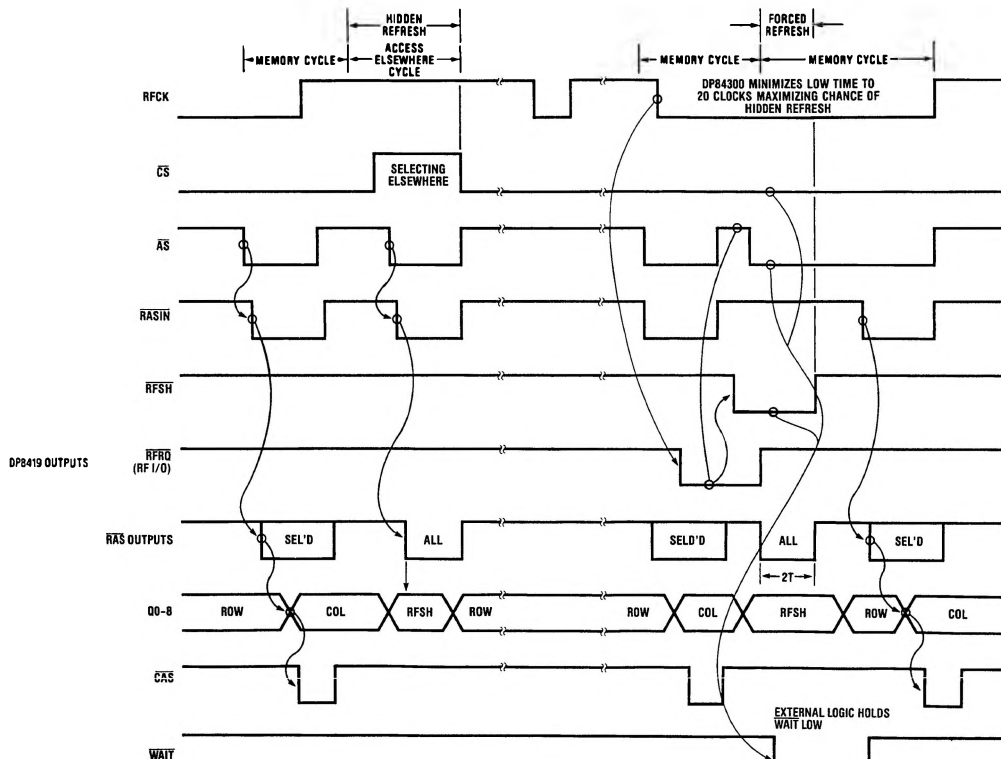 HIDDEN
REFRESH
FORCED
REFRESH
MEMORY CYCLE
ACCESS
ELSEWHERE
CYCLE
MEMORY CYCLE
MEMORY CYCLE
RFCK
DP84300 MINIMIZES LOW TIME TO
20 CLOCKS MAXIMIZING CHANCE OF
HIDDEN REFRESH
CS
SELECTING
ELSEWHERE
AS
RASIN
RFSH
DP8419 OUTPUTS
RFRQ
(RF I/O)
RAS OUTPUTS
SEL'D
ALL
SELD'D
ALL
SEL'D
2T
Q0-8
ROW
COL
RFSH
ROW
ROW
COL
RFSH
ROW
COL
CAS
EXTERNAL LOGIC HOLDS
WAIT LOW
WAIT